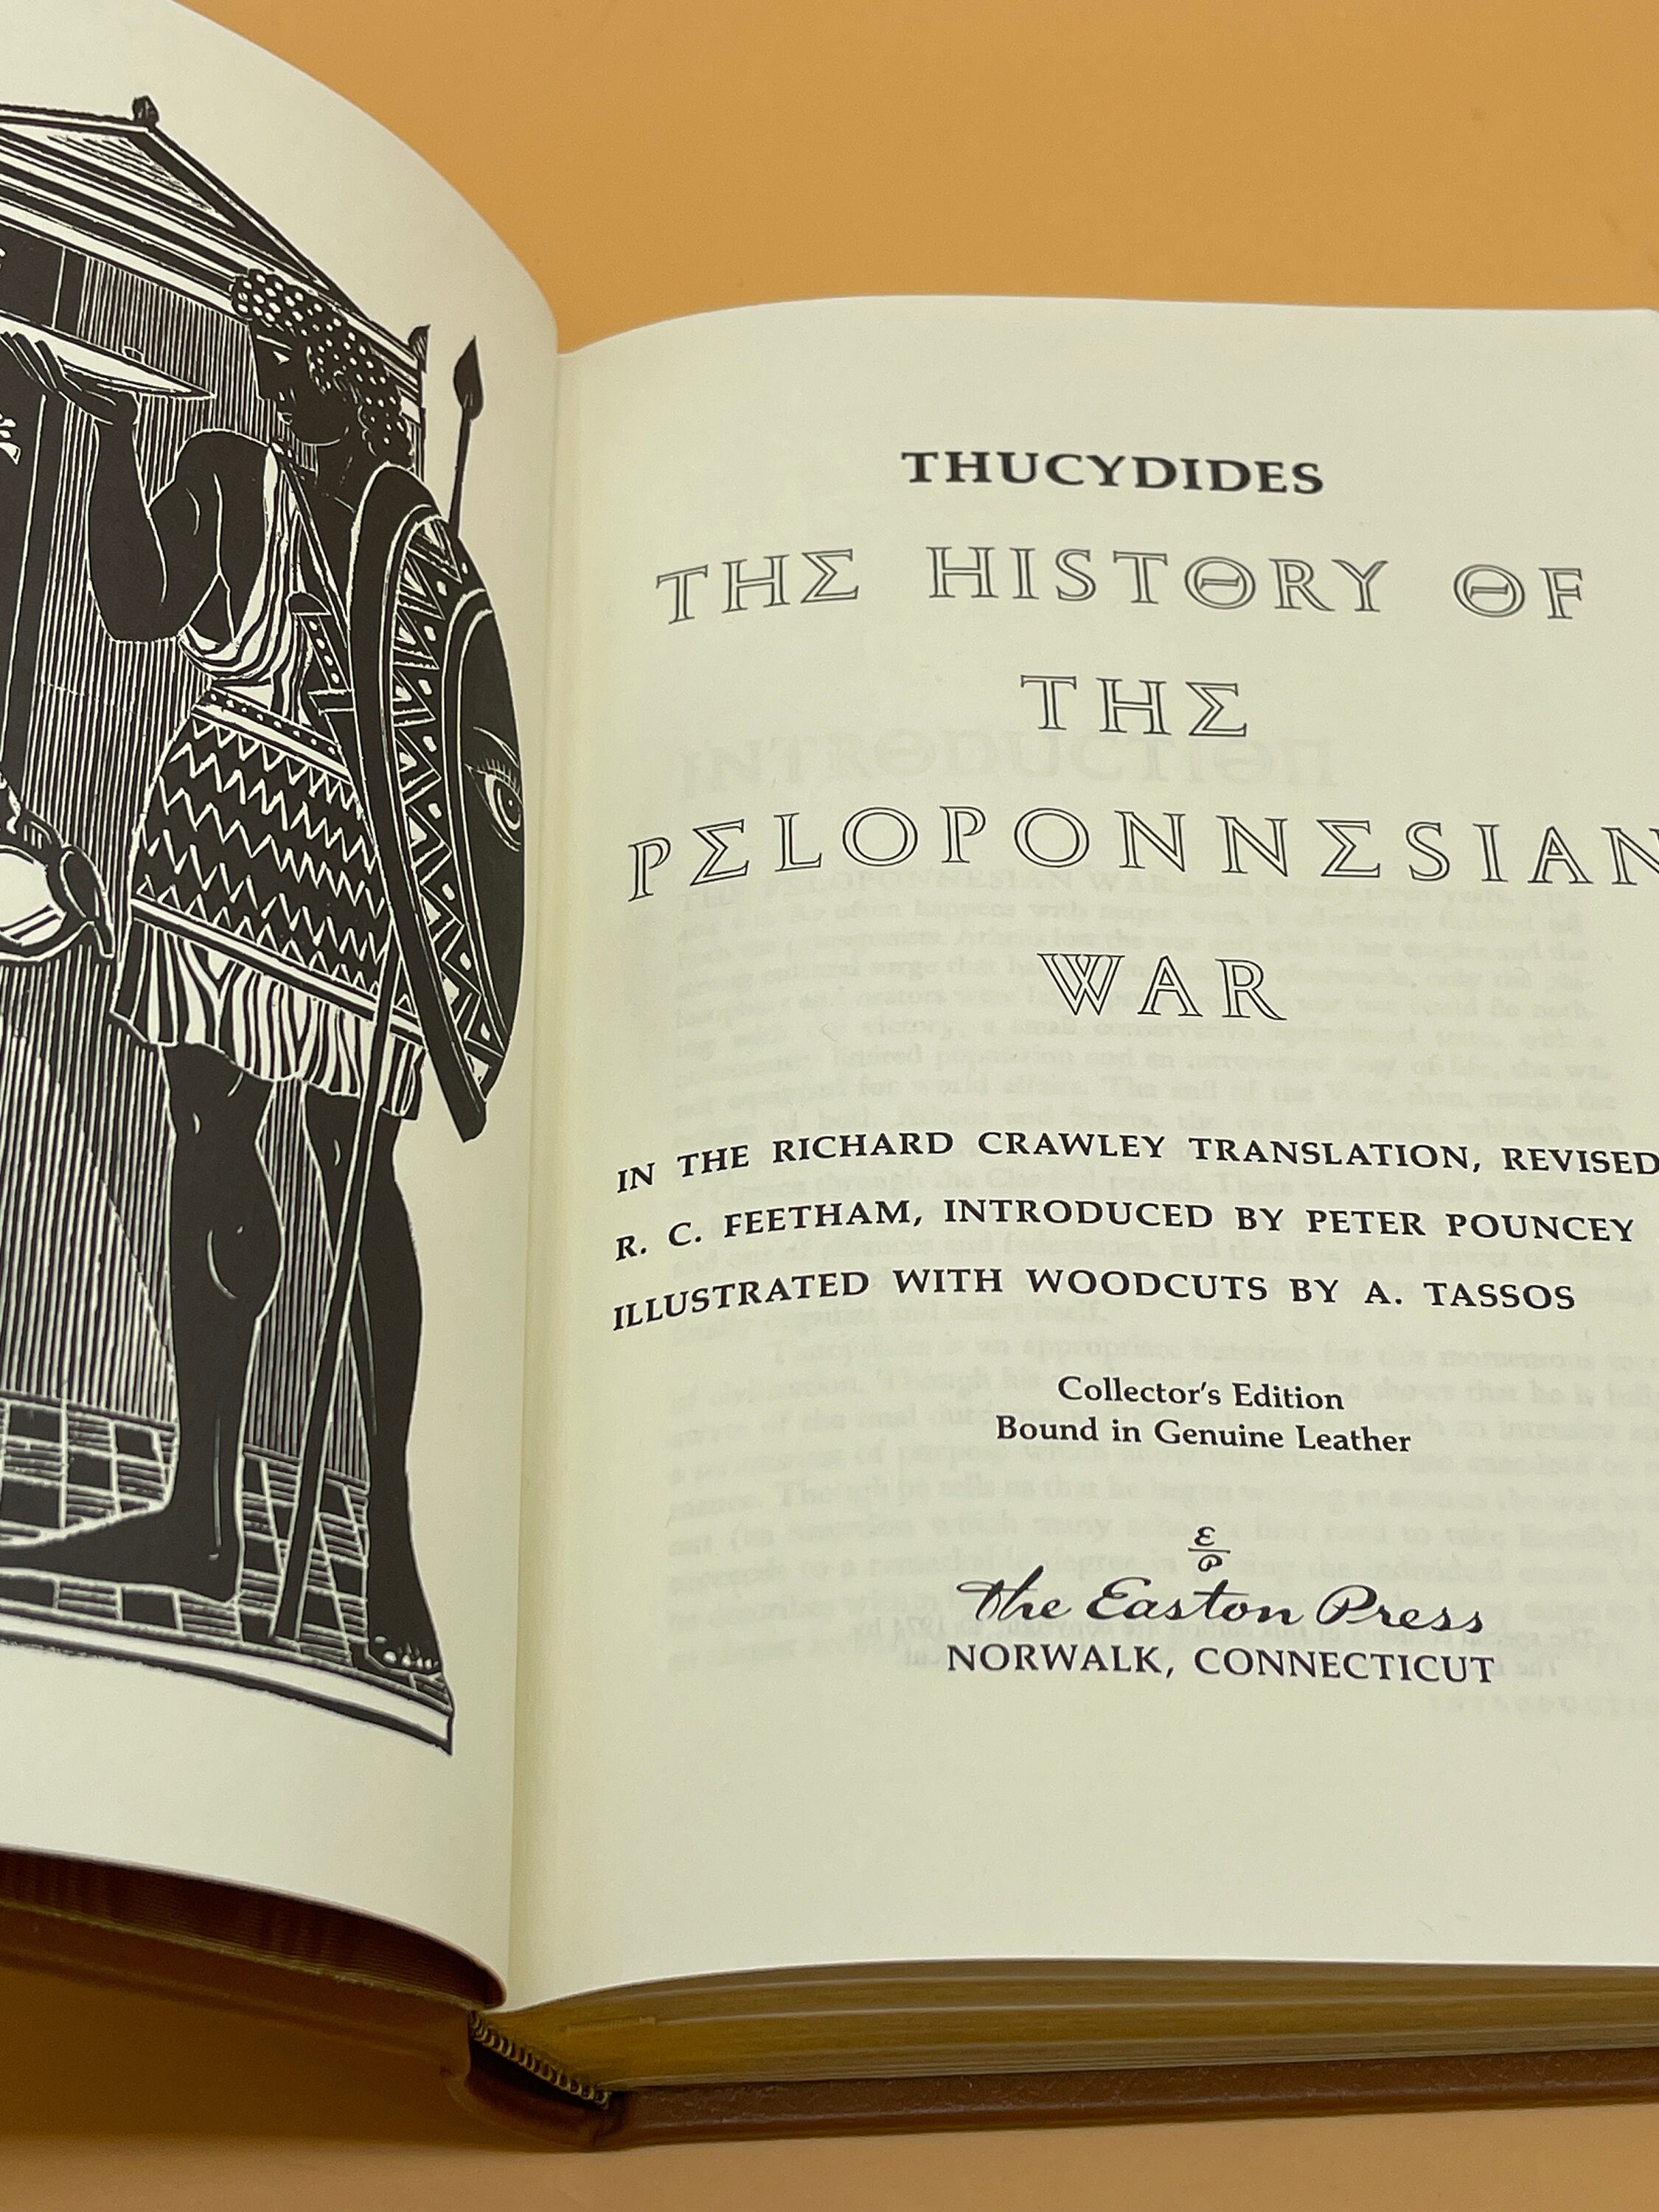 THUCYDIDES
THΣ HISTΘRY ΘF
THΣ
PΣLOPONNΣSIAN
WAR
IN THE RICHARD CRAWLEY TRANSLATION, REVISED
R. C. FEETHAM, INTRODUCED BY PETER POUNCEY
ILLUSTRATED WITH WOODCUTS BY A. TASSOS
Collector's Edition
Bound in Genuine Leather
The Easton Press
NORWALK, CONNECTICUT